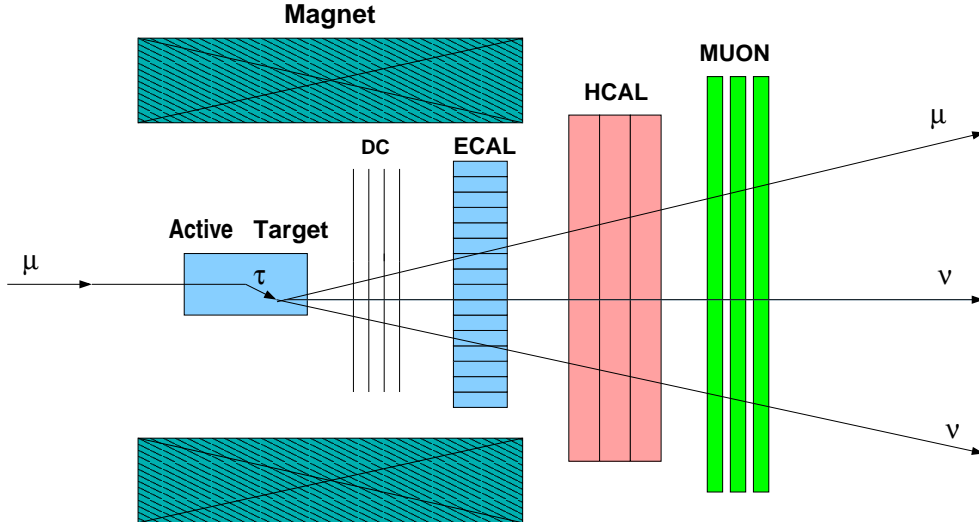 Magnet
MUON
HCAL
DC
ECAL
μ
Active Target
μ
τ
ν
ν